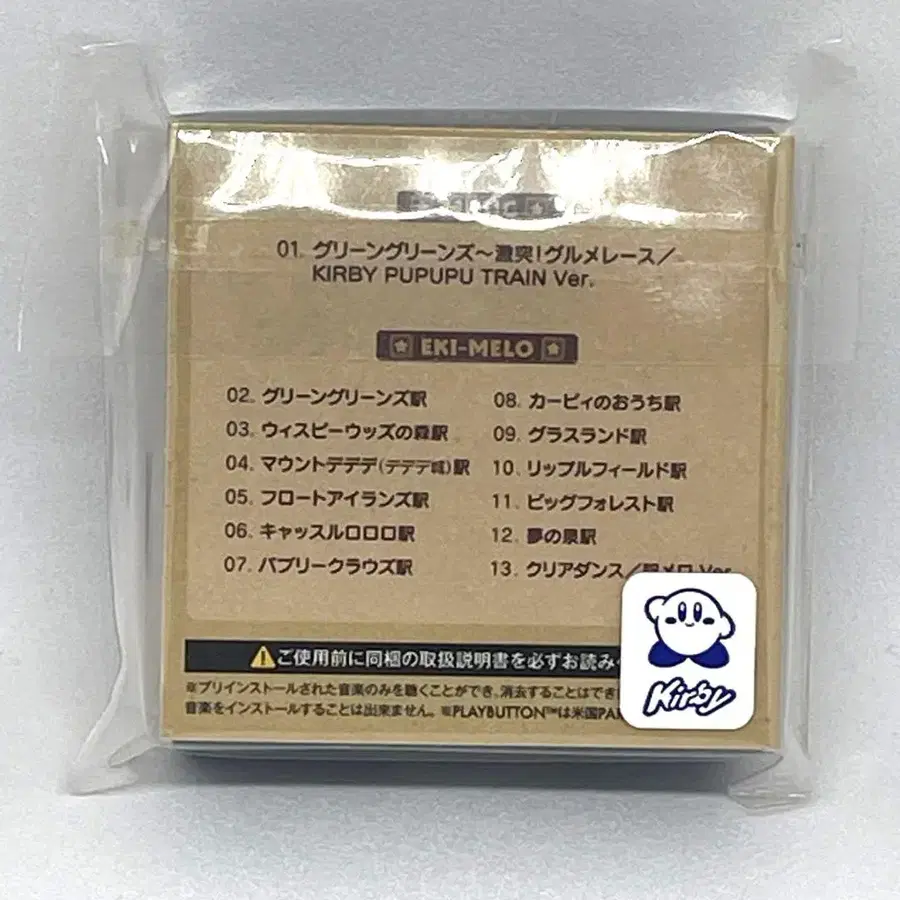 01. グリーングリーンズ～激突!グルメレース／
KIRBY PUPUPU TRAIN Ver.
EKI-MELO
02. グリーングリーンズ駅
03. ウィスピーウッズの森駅
04. マウントデデデ(デデデ城)駅
05. フロートアイランズ駅
06. キャッスルロロロ駅
07. バブリークラウズ駅
08. カービィのおうち駅
09. グラスランド駅
10. リップルフィールド駅
11. ビッグフォレスト駅
12. 夢の泉駅
13. クリアダンス／駅メロ Ver.
⚠ご使用前に同梱の取扱説明書を必ずお読み
※プリインストールされた音楽のみを聴くことができ、消去することはでき
音楽をインストールすることは出来ません。※PLAYBUTTON™は米国PA
Kirby